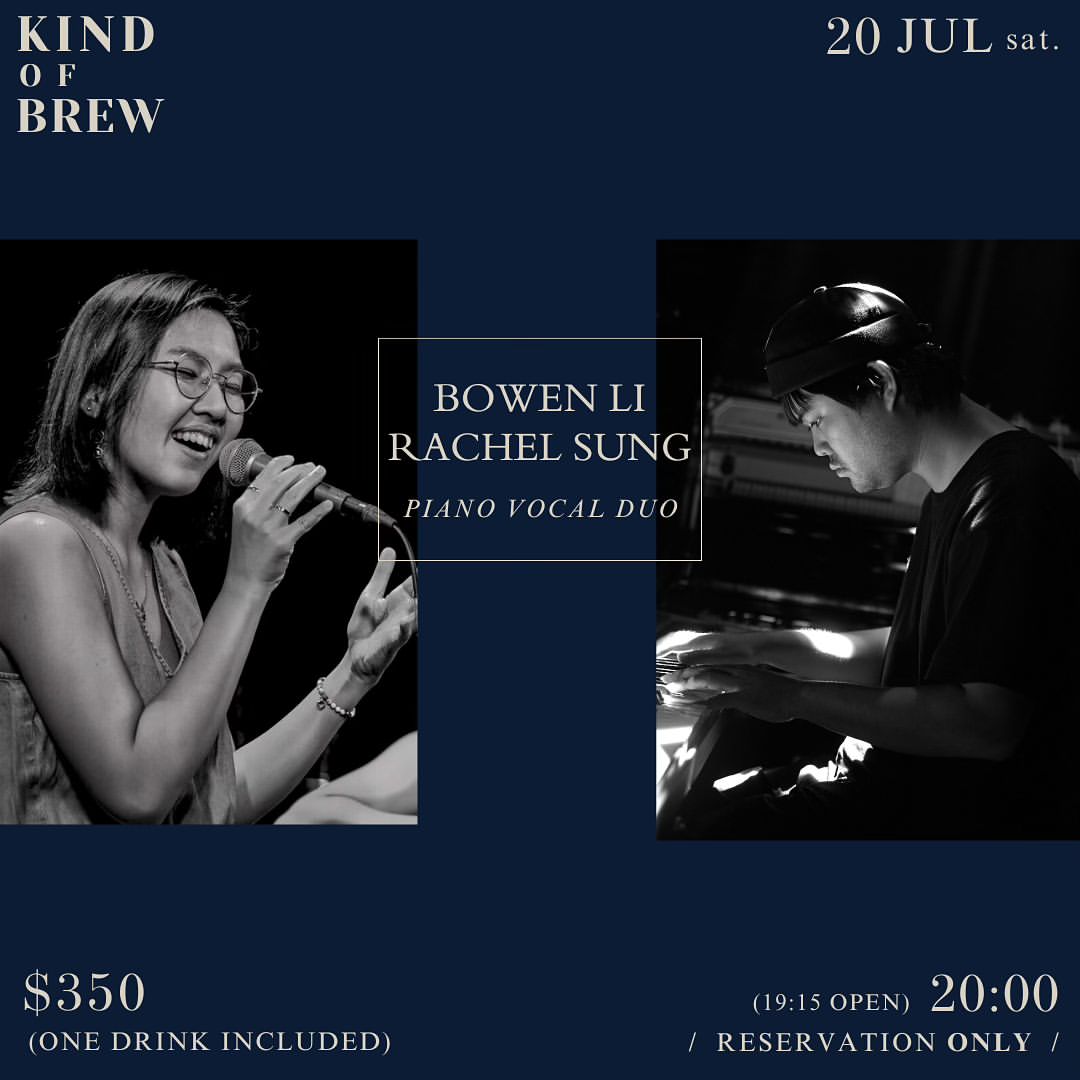 KIND
OF
BREW
20 JUL sat.
BOWEN LI
RACHEL SUNG
PIANO VOCAL DUO
$350
(ONE DRINK INCLUDED)
(19:15 OPEN) 20:00
/ RESERVATION ONLY /